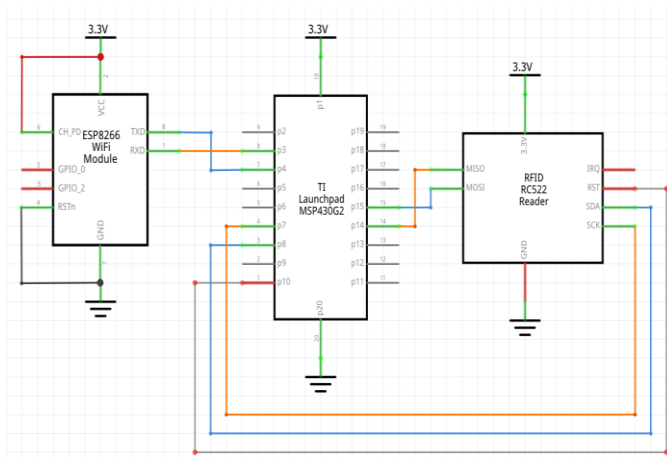 3.3V
3.3V
3.3V
VCC
CH_PD
ESP8266
WiFi
Module
TXD
RXD
GPIO_0
GPIO_2
RSTn
GND
p1
p2
p3
p4
p5
p6
p7
p8
p9
p10
TI
Launchpad
MSP430G2
p19
p18
p17
p16
p15
p14
p13
p12
p11
p20
3.3V
MISO
MOSI
RFID
RC522
Reader
IRQ
RST
SDA
SCK
GND